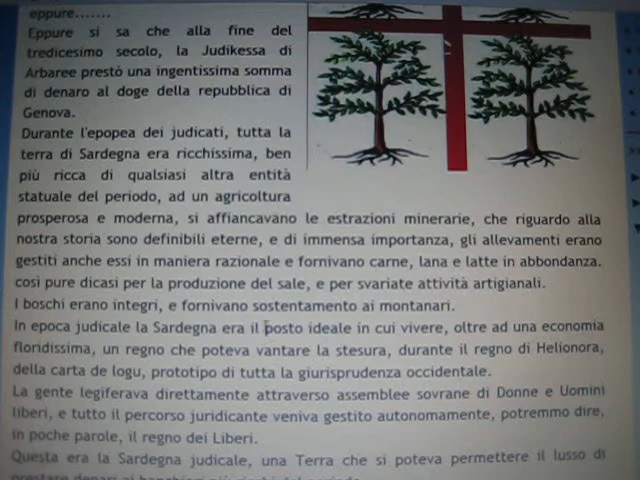 eppure.......
Eppure si sa che alla fine del
tredicesimo secolo, la Judikessa di
Arbaree prestò una ingentissima somma
di denaro al doge della repubblica di
Genova.
Durante l'epopea dei judicati, tutta la
terra di Sardegna era ricchissima, ben
più ricca di qualsiasi altra entità
statuale del periodo, ad un agricoltura
prosperosa e moderna, si affiancavano le estrazioni minerarie, che riguardo alla
nostra storia sono definibili eterne, e di immensa importanza, gli allevamenti erano
gestiti anche essi in maniera razionale e fornivano carne, lana e latte in abbondanza.
così pure dicasi per la produzione del sale, e per svariate attività artigianali.
I boschi erano integri, e fornivano sostentamento ai montanari.
In epoca judicale la Sardegna era il posto ideale in cui vivere, oltre ad una economia
floridissima, un regno che poteva vantare la stesura, durante il regno di Helionora,
della carta de logu, prototipo di tutta la giurisprudenza occidentale.
La gente legiferava direttamente attraverso assemblee sovrane di Donne e Uomini
liberi, e tutto il percorso juridicante veniva gestito autonomamente, potremmo dire,
in poche parole, il regno dei Liberi.
Questa era la Sardegna judicale, una Terra che si poteva permettere il lusso di